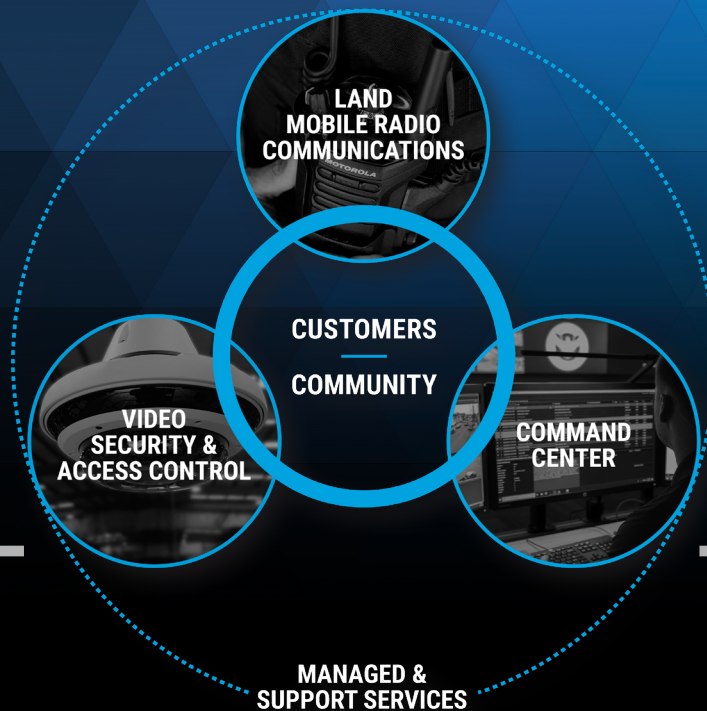 LAND
MOBILE RADIO
COMMUNICATIONS
MOTOROLA
CUSTOMERS
COMMUNITY
VIDEO
SECURITY &
ACCESS CONTROL
COMMAND
CENTER
MANAGED &
SUPPORT SERVICES